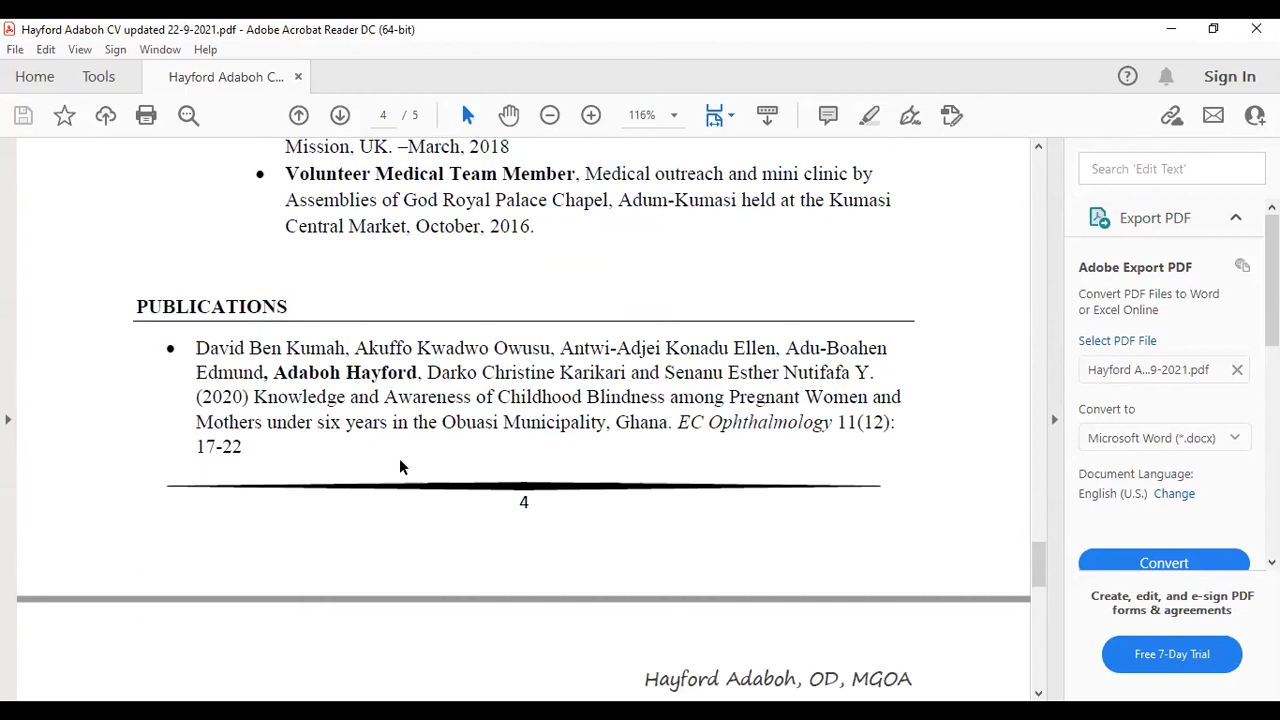 Hayford Adaboh CV updated 22-9-2021.pdf - Adobe Acrobat Reader DC (64-bit)
File Edit View Sign Window Help
Home Tools Hayford Adaboh C... Sign In
4 / 5 116%
Mission, UK. –March, 2018
• Volunteer Medical Team Member, Medical outreach and mini clinic by
Assemblies of God Royal Palace Chapel, Adum-Kumasi held at the Kumasi
Central Market, October, 2016.
PUBLICATIONS
• David Ben Kumah, Akuffo Kwadwo Owusu, Antwi-Adjei Konadu Ellen, Adu-Boahen
Edmund, Adaboh Hayford, Darko Christine Karikari and Senanu Esther Nutifafa Y.
(2020) Knowledge and Awareness of Childhood Blindness among Pregnant Women and
Mothers under six years in the Obuasi Municipality, Ghana. EC Ophthalmology 11(12):
17-22
4
Hayford Adaboh, OD, MGOA
Search 'Edit Text'
Export PDF
Adobe Export PDF
Convert PDF Files to Word
or Excel Online
Select PDF File
Hayford A...9-2021.pdf
Convert to
Microsoft Word (*.docx)
Document Language:
English (U.S.) Change
Convert
Create, edit, and e-sign PDF
forms & agreements
Free 7-Day Trial